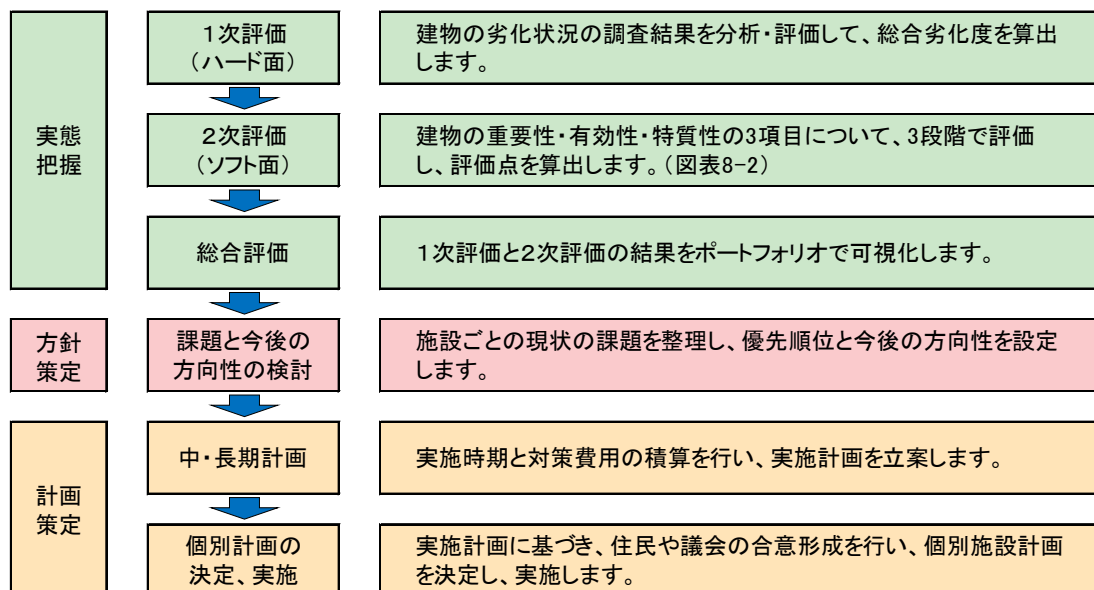 実態
把握
1次評価
(ハード面)
建物の劣化状況の調査結果を分析・評価して、総合劣化度を算出
します。
2次評価
(ソフト面)
建物の重要性・有効性・特質性の3項目について、3段階で評価
し、評価点を算出します。(図表8-2)
総合評価
1次評価と2次評価の結果をポートフォリオで可視化します。
方針
策定
課題と今後の
方向性の検討
施設ごとの現状の課題を整理し、優先順位と今後の方向性を設定
します。
計画
策定
中・長期計画
実施時期と対策費用の積算を行い、実施計画を立案します。
個別計画の
決定、実施
実施計画に基づき、住民や議会の合意形成を行い、個別施設計画
を決定し、実施します。